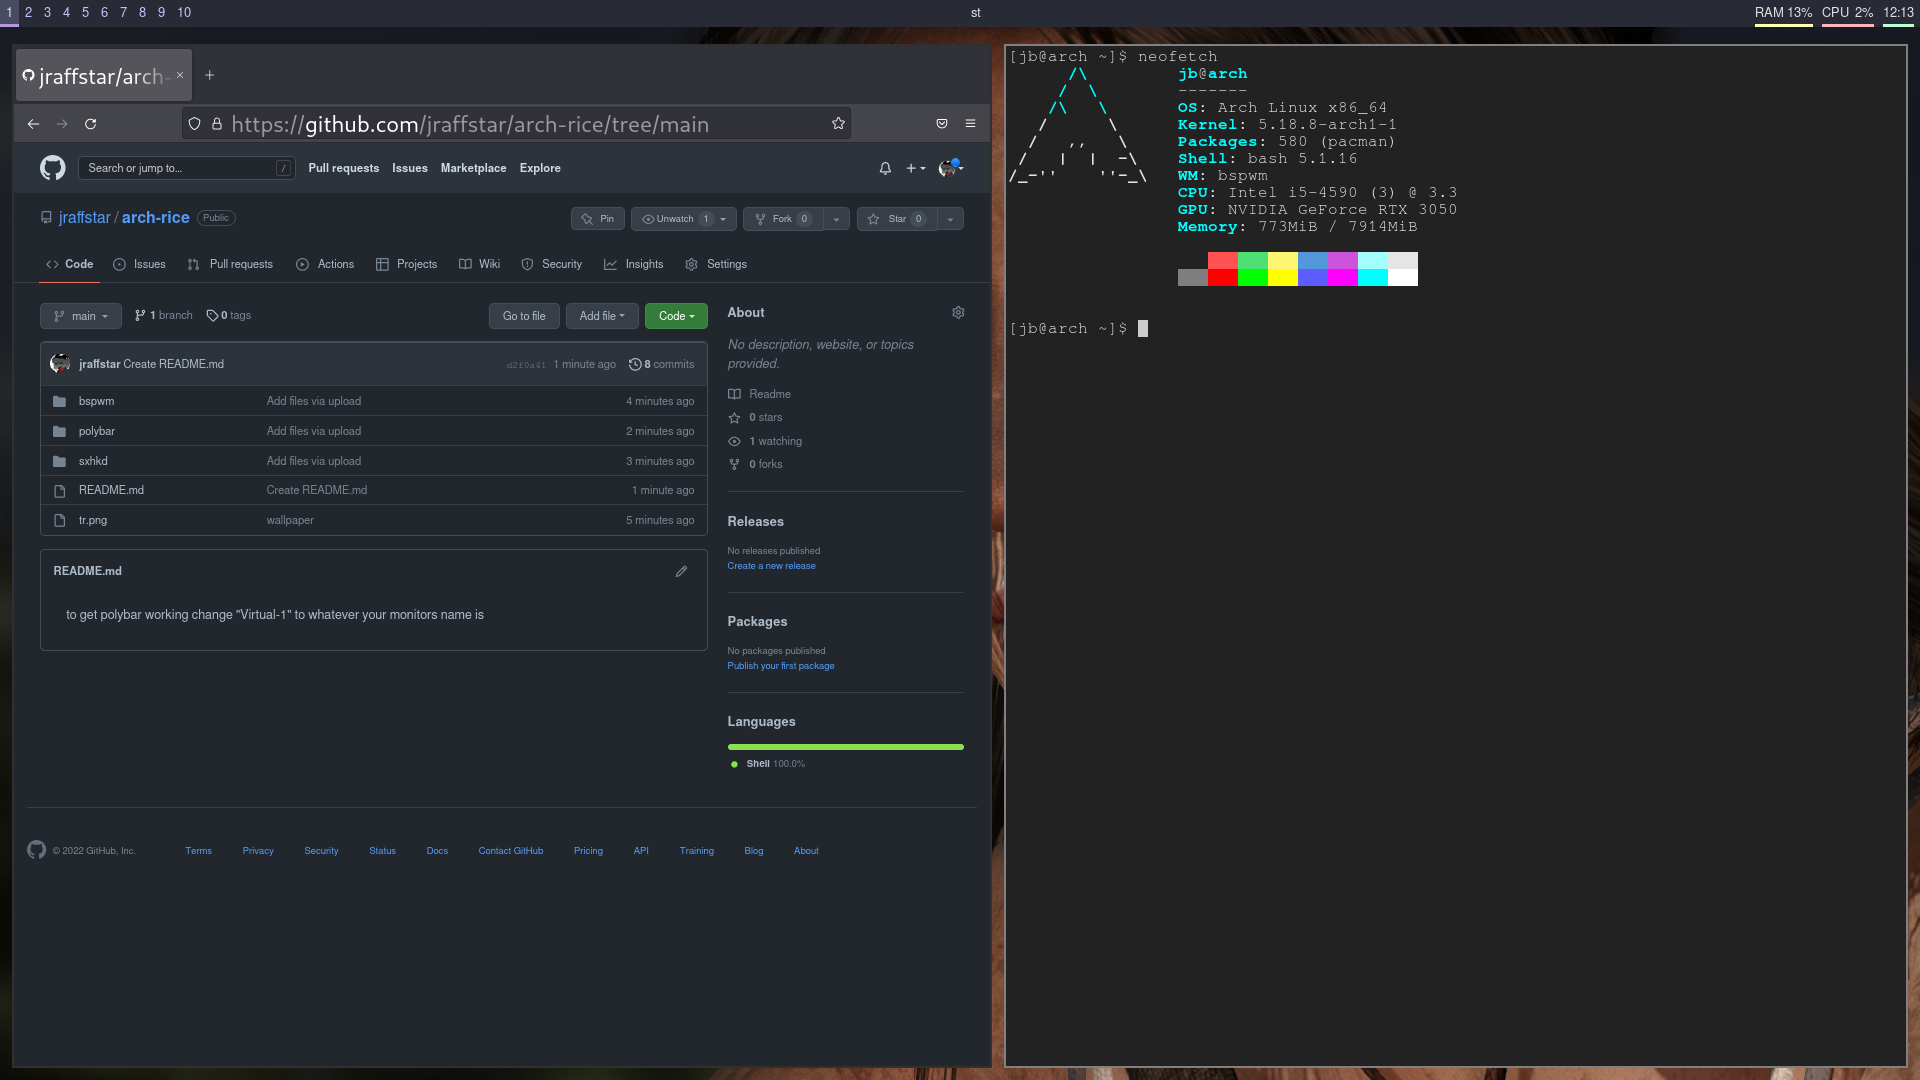 1 2 3 4 5 6 7 8 9 10 st RAM 13% CPU 2% 12:13
jraffstar/arch-
https://github.com/jraffstar/arch-rice/tree/main
Search or jump to... / Pull requests Issues Marketplace Explore
jraffstar / arch-rice Public Pin Unwatch 1 Fork 0 Star 0
Code Issues Pull requests Actions Projects Wiki Security Insights Settings
main 1 branch 0 tags Go to file Add file Code
jraffstar Create README.md d2f0a41 1 minute ago 8 commits
bspwm Add files via upload 4 minutes ago
polybar Add files via upload 2 minutes ago
sxhkd Add files via upload 3 minutes ago
README.md Create README.md 1 minute ago
tr.png wallpaper 5 minutes ago
README.md
to get polybar working change "Virtual-1" to whatever your monitors name is
About
No description, website, or topics
provided.
Readme
0 stars
1 watching
0 forks
Releases
No releases published
Create a new release
Packages
No packages published
Publish your first package
Languages
Shell 100.0%
© 2022 GitHub, Inc. Terms Privacy Security Status Docs Contact GitHub Pricing API Training Blog About
[jb@arch ~]$ neofetch
jb@arch
-------
OS: Arch Linux x86_64
Kernel: 5.18.8-arch1-1
Packages: 580 (pacman)
Shell: bash 5.1.16
WM: bspwm
CPU: Intel i5-4590 (3) @ 3.3
GPU: NVIDIA GeForce RTX 3050
Memory: 773MiB / 7914MiB
[jb@arch ~]$